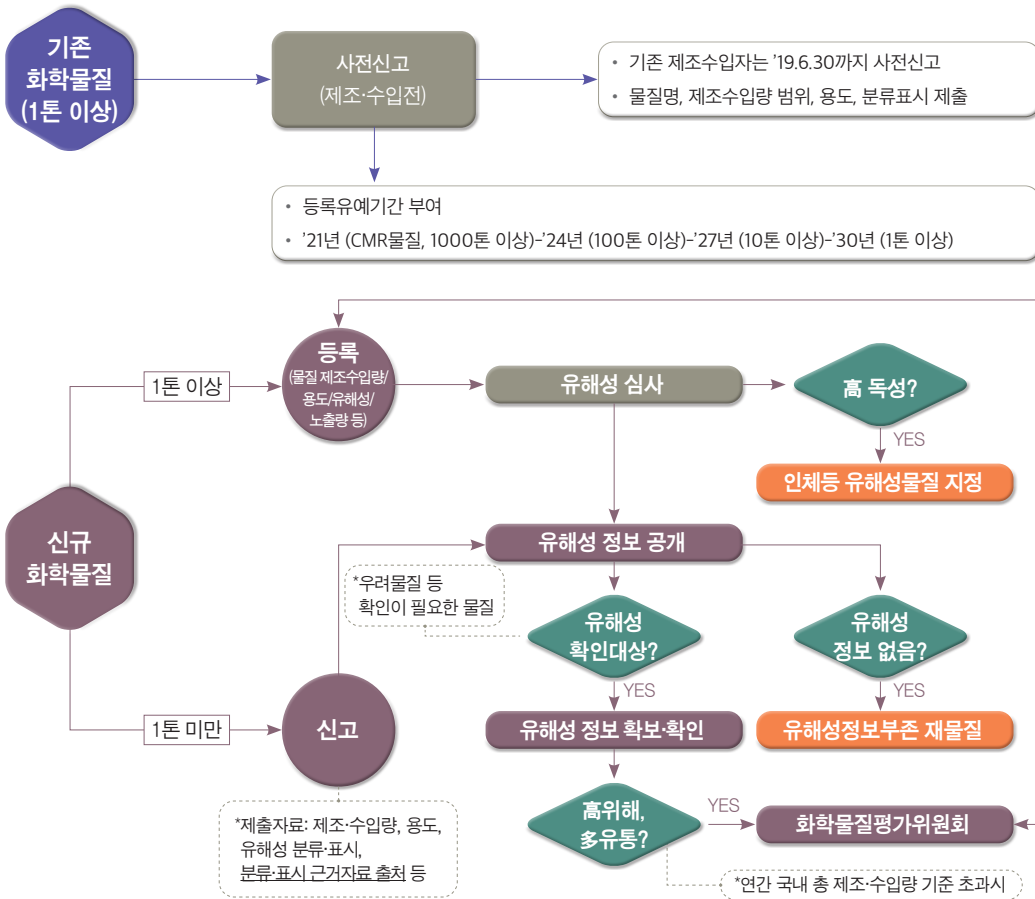 기존
화학물질
(1톤 이상)
사전신고
(제조·수입전)
• 기존 제조수입자는 '19.6.30까지 사전신고
• 물질명, 제조수입량 범위, 용도, 분류표시 제출
• 등록유예기간 부여
• '21년 (CMR물질, 1000톤 이상)-'24년 (100톤 이상)-'27년 (10톤 이상)-'30년 (1톤 이상)
신규
화학물질
1톤 이상
등록
(물질 제조수입량/
용도/유해성/
노출량 등)
유해성 심사
高 독성?
YES
인체등 유해성물질 지정
유해성 정보 공개
*우려물질 등
확인이 필요한 물질
유해성
확인대상?
유해성
정보 없음?
YES
YES
1톤 미만
신고
유해성 정보 확보·확인
유해성정보부존 재물질
*제출자료: 제조·수입량, 용도,
유해성 분류·표시,
분류·표시 근거자료 출처 등
高위해,
多유통?
YES
화학물질평가위원회
*연간 국내 총 제조·수입량 기준 초과시